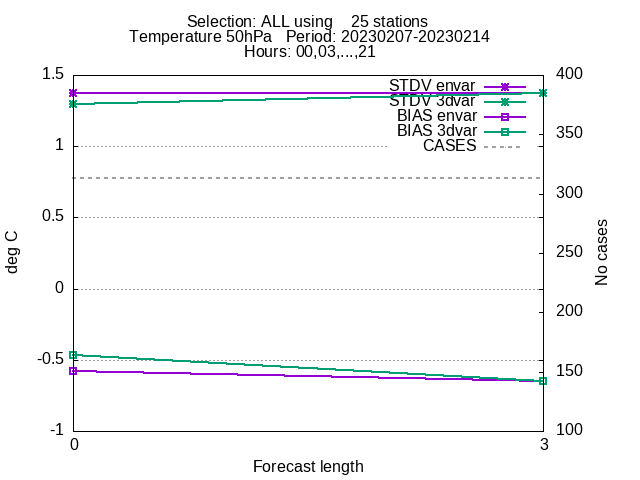 Selection: ALL using    25 stations
Temperature 50hPa   Period: 20230207-20230214
Hours: 00,03,...,21
1.5
1
0.5
0
-0.5
-1
deg C
400
350
300
250
200
150
100
No cases
STDV envar
STDV 3dvar
BIAS envar
BIAS 3dvar
CASES
0
3
Forecast length